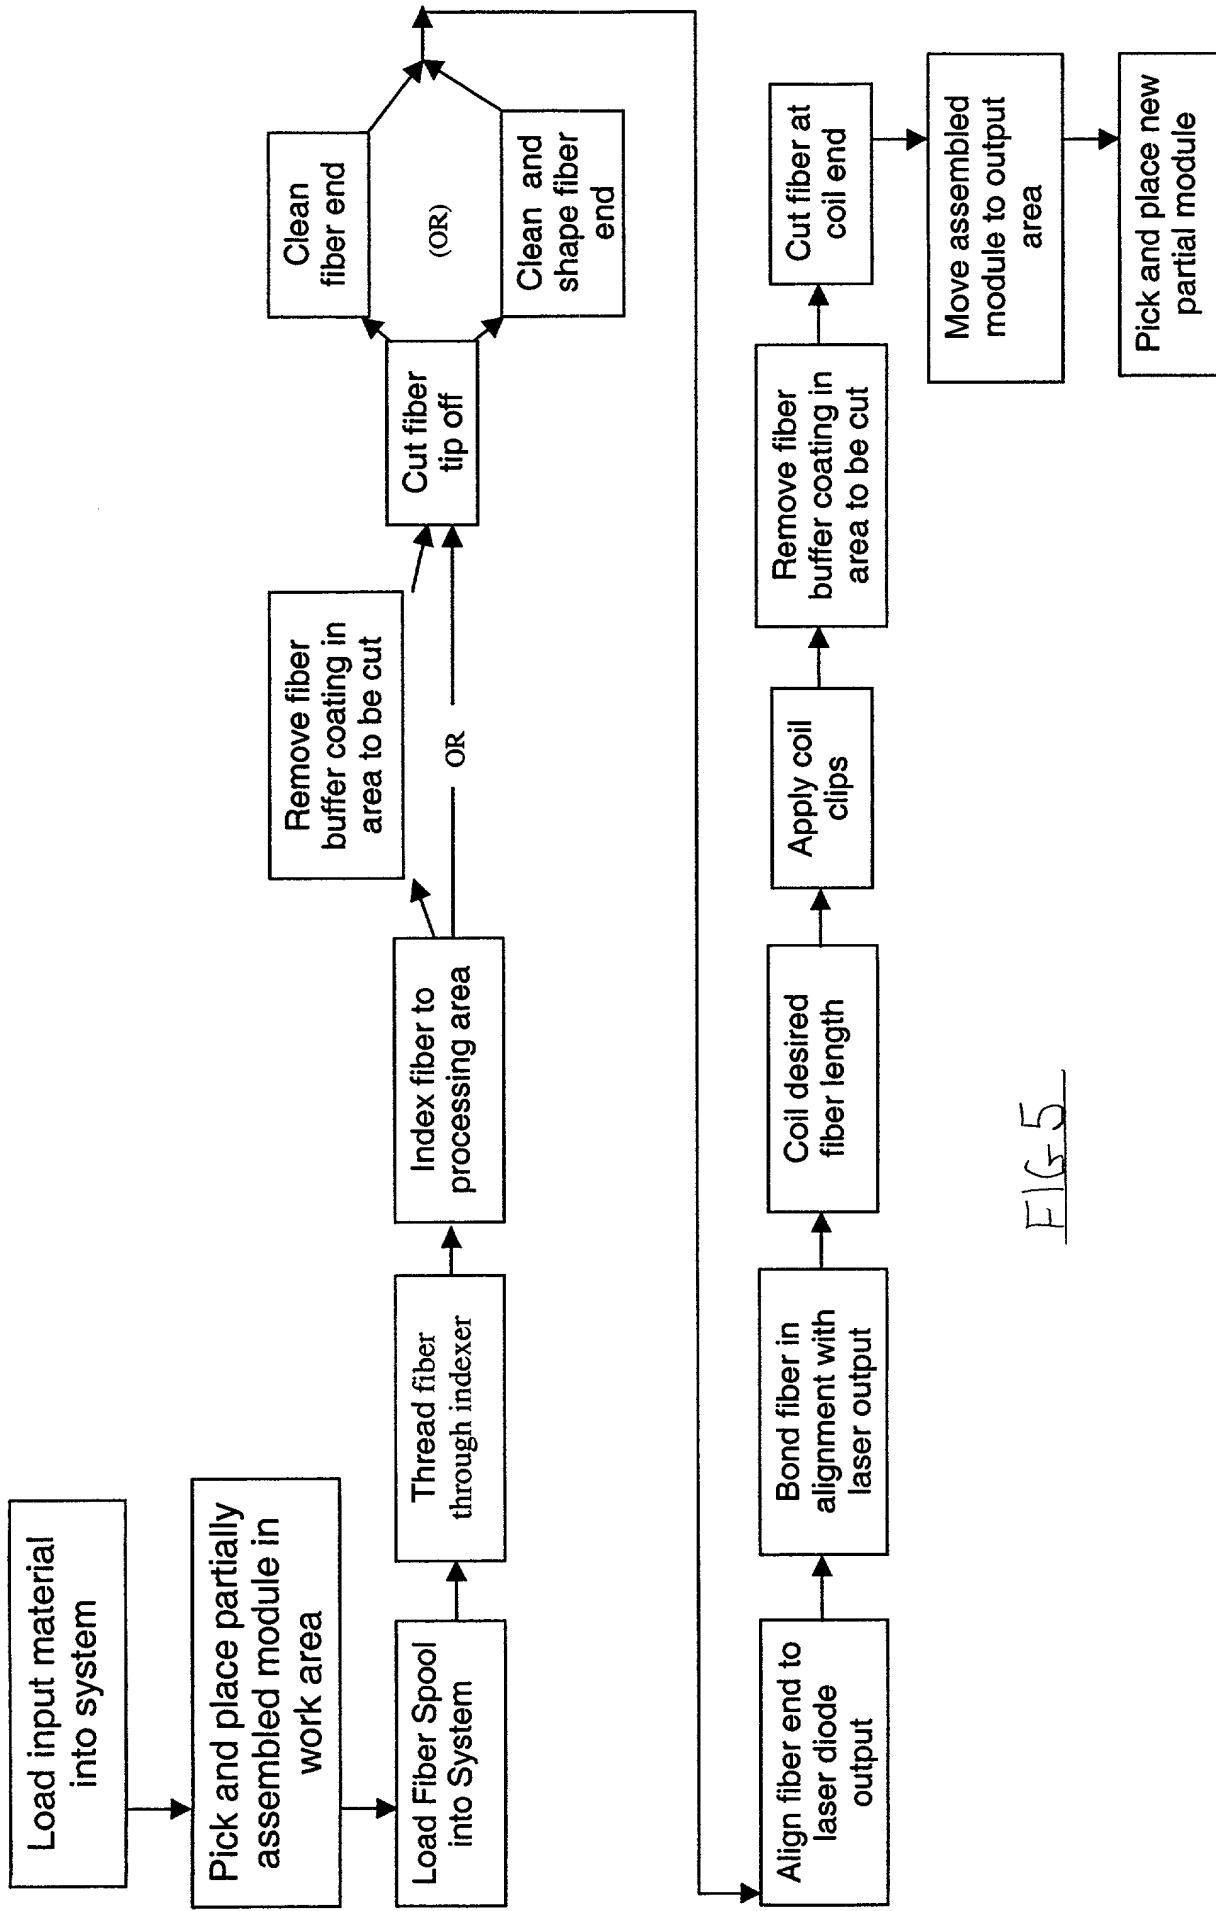 Load input material
into system
Pick and place partially
assembled module in
work area
Load Fiber Spool
into System
Thread fiber
through indexer
Index fiber to
processing area
Remove fiber
buffer coating in
area to be cut
OR
Cut fiber
tip off
Clean
fiber end
(OR)
Clean and
shape fiber
end
Align fiber end to
laser diode
output
Bond fiber in
alignment with
laser output
Coil desired
fiber length
Apply coil
clips
Remove fiber
buffer coating in
area to be cut
Cut fiber at
coil end
Move assembled
module to output
area
Pick and place new
partial module
FIG 5